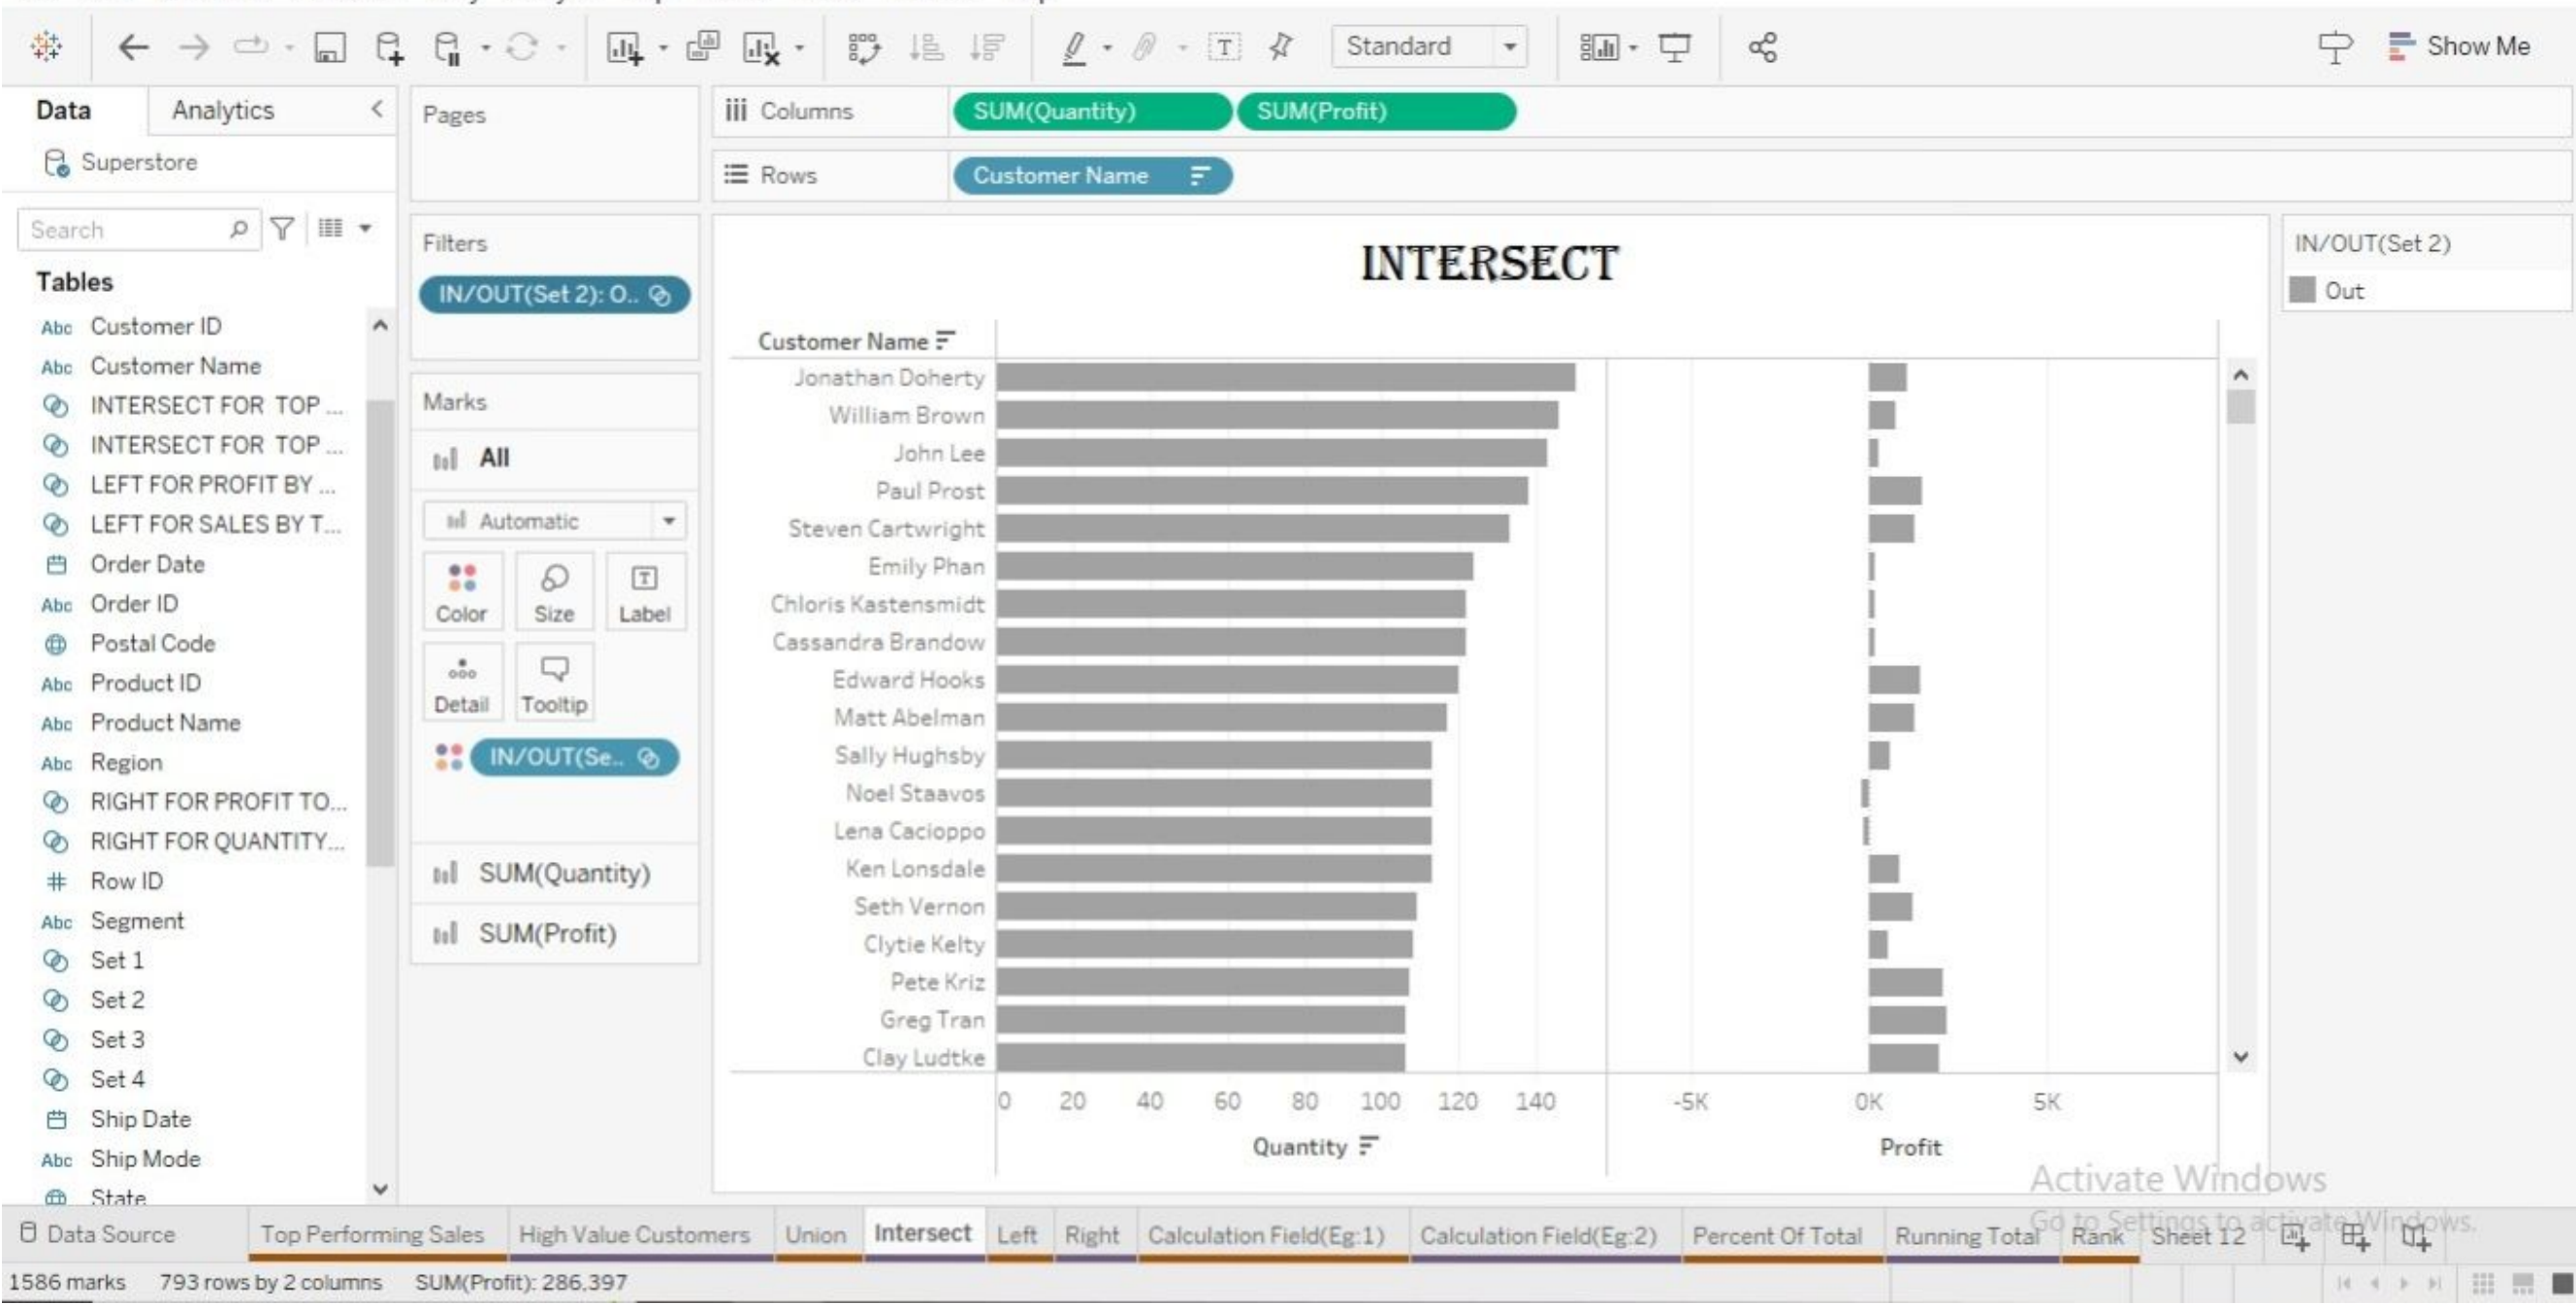 Standard
Show Me
Data
Analytics
Superstore
Search
Tables
Abc Customer ID
Abc Customer Name
INTERSECT FOR TOP ...
INTERSECT FOR TOP ...
LEFT FOR PROFIT BY ...
LEFT FOR SALES BY T...
Order Date
Abc Order ID
Postal Code
Abc Product ID
Abc Product Name
Abc Region
RIGHT FOR PROFIT TO...
RIGHT FOR QUANTITY...
# Row ID
Abc Segment
Set 1
Set 2
Set 3
Set 4
Ship Date
Abc Ship Mode
State
Pages
Filters
IN/OUT(Set 2): O..
Marks
All
Automatic
Color Size Label
Detail Tooltip
IN/OUT(Se..
SUM(Quantity)
SUM(Profit)
Columns SUM(Quantity) SUM(Profit)
Rows Customer Name
INTERSECT
Customer Name
Jonathan Doherty
William Brown
John Lee
Paul Prost
Steven Cartwright
Emily Phan
Chloris Kastensmidt
Cassandra Brandow
Edward Hooks
Matt Abelman
Sally Hughsby
Noel Staavos
Lena Cacioppo
Ken Lonsdale
Seth Vernon
Clytie Kelty
Pete Kriz
Greg Tran
Clay Ludtke
0 20 40 60 80 100 120 140 -5K 0K 5K
Quantity Profit
IN/OUT(Set 2)
Out
Activate Windows
Go to Settings to activate Windows.
Data Source Top Performing Sales High Value Customers Union Intersect Left Right Calculation Field(Eg:1) Calculation Field(Eg:2) Percent Of Total Running Total Rank Sheet 12
1586 marks 793 rows by 2 columns SUM(Profit): 286,397